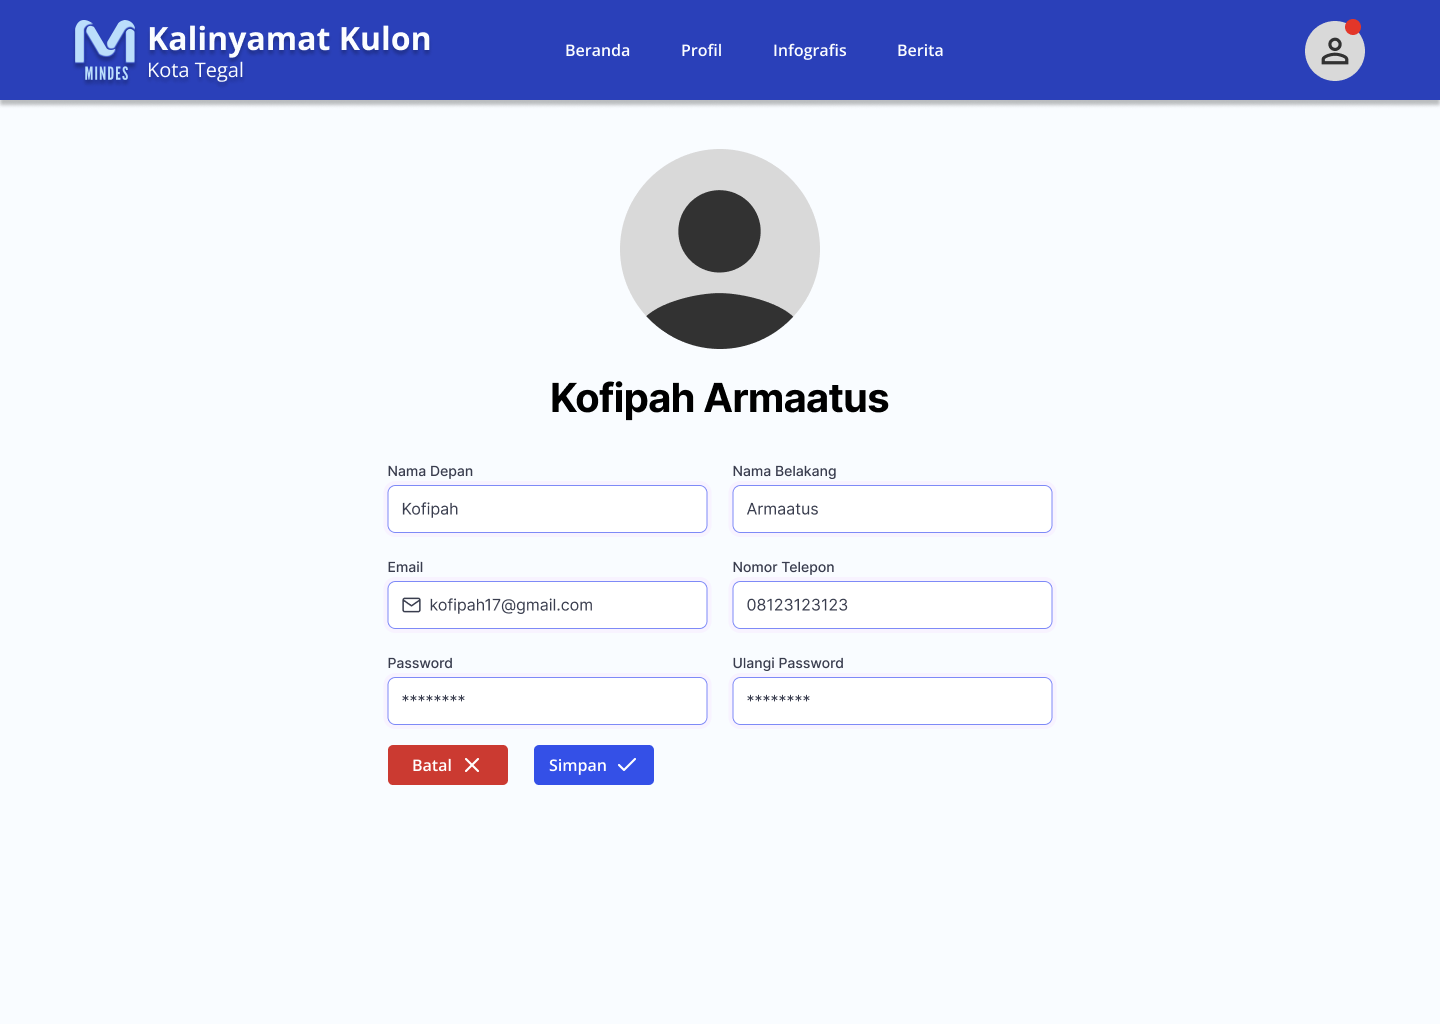 MINDES
Kalinyamat Kulon
Kota Tegal
Beranda
Profil
Infografis
Berita
Kofipah Armaatus
Nama Depan
Kofipah
Nama Belakang
Armaatus
Email
kofipah17@gmail.com
Nomor Telepon
08123123123
Password
********
Ulangi Password
********
Batal
Simpan